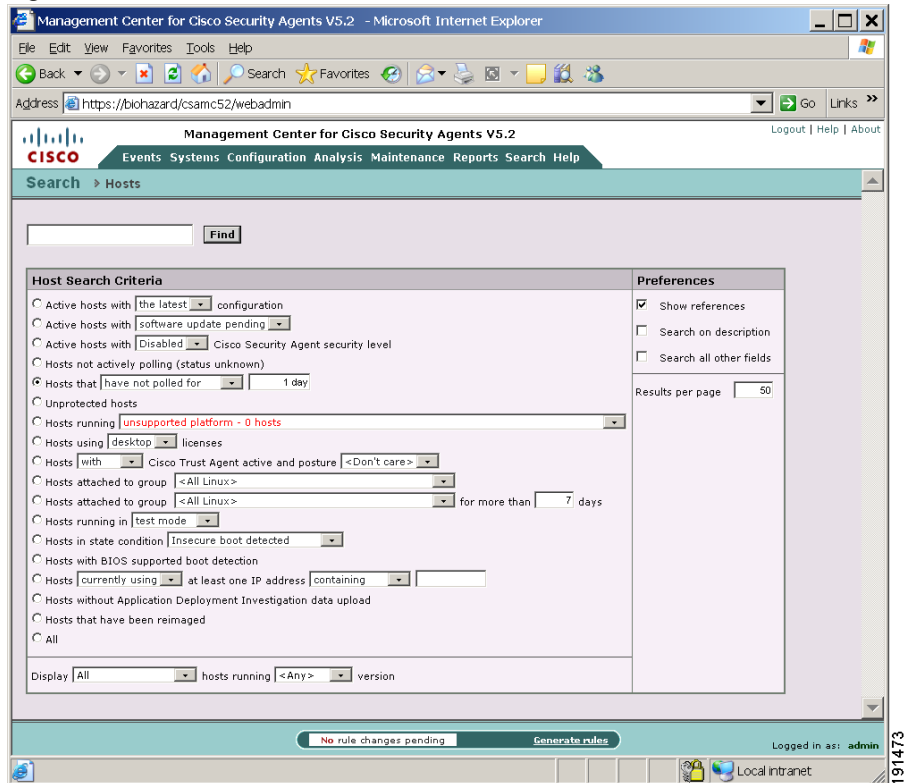 Management Center for Cisco Security Agents V5.2 - Microsoft Internet Explorer
File Edit View Favorites Tools Help
Back Search Favorites
Address https://biohazard/csamc52/webadmin Go Links »
Management Center for Cisco Security Agents V5.2 Logout | Help | About
CISCO Events Systems Configuration Analysis Maintenance Reports Search Help
Search > Hosts
Find
Host Search Criteria
Active hosts with the latest configuration
Active hosts with software update pending
Active hosts with Disabled Cisco Security Agent security level
Hosts not actively polling (status unknown)
Hosts that have not polled for 1 day
Unprotected hosts
Hosts running unsupported platform - 0 hosts
Hosts using desktop licenses
Hosts with Cisco Trust Agent active and posture <Don't care>
Hosts attached to group <All Linux>
Hosts attached to group <All Linux> for more than 7 days
Hosts running in test mode
Hosts in state condition Insecure boot detected
Hosts with BIOS supported boot detection
Hosts currently using at least one IP address containing
Hosts without Application Deployment Investigation data upload
Hosts that have been reimaged
All
Display All hosts running <Any> version
Preferences
Show references
Search on description
Search all other fields
Results per page 50
No rule changes pending Generate rules
Logged in as: admin
Local intranet
191473